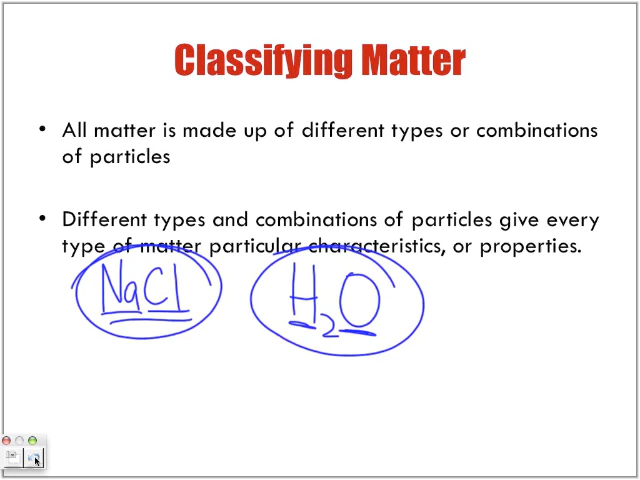 Classifying Matter
• All matter is made up of different types or combinations
of particles
• Different types and combinations of particles give every
type of matter particular characteristics, or properties.
NaCl H₂O